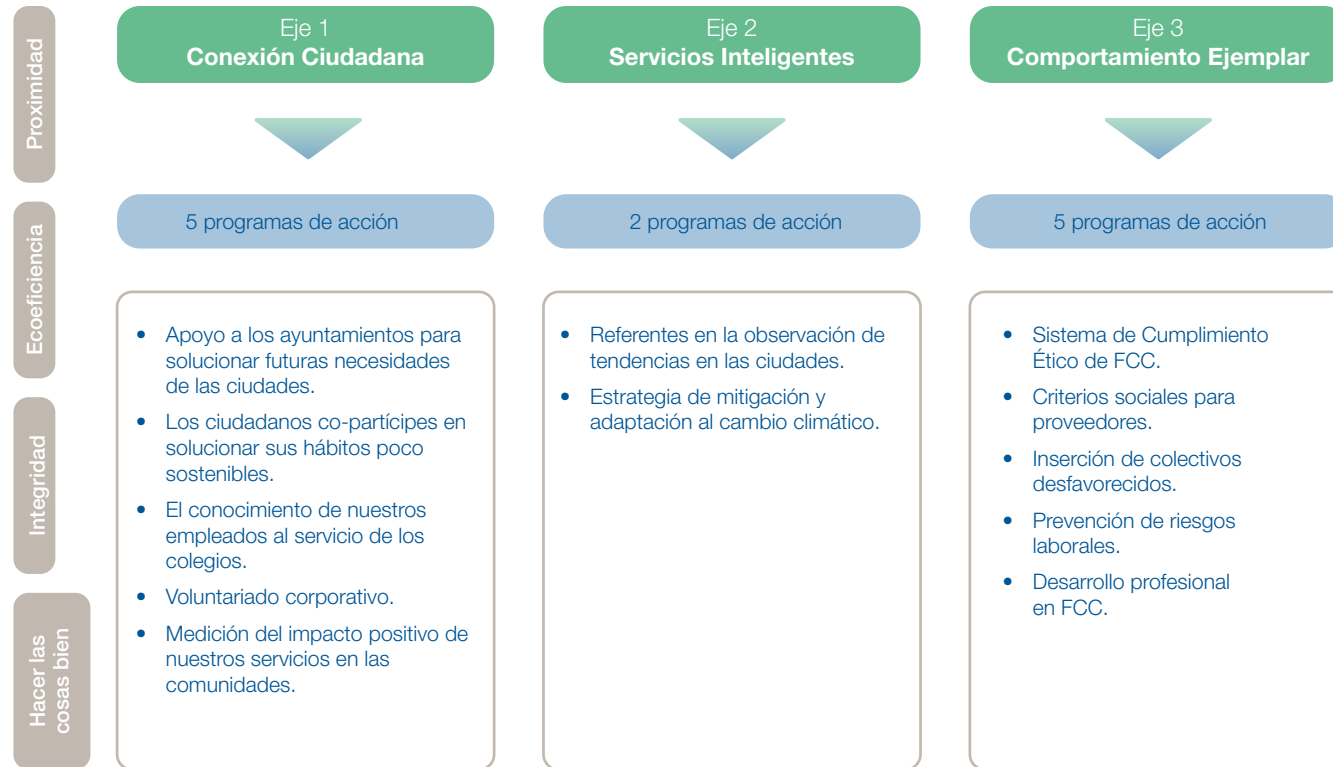 Proximidad
Ecoeficiencia
Integridad
Hacer las
cosas bien
Eje 1
Conexión Ciudadana
5 programas de acción
• Apoyo a los ayuntamientos para
solucionar futuras necesidades
de las ciudades.
• Los ciudadanos co-partícipes en
solucionar sus hábitos poco
sostenibles.
• El conocimiento de nuestros
empleados al servicio de los
colegios.
• Voluntariado corporativo.
• Medición del impacto positivo de
nuestros servicios en las
comunidades.
Eje 2
Servicios Inteligentes
2 programas de acción
• Referentes en la observación de
tendencias en las ciudades.
• Estrategia de mitigación y
adaptación al cambio climático.
Eje 3
Comportamiento Ejemplar
5 programas de acción
• Sistema de Cumplimiento
Ético de FCC.
• Criterios sociales para
proveedores.
• Inserción de colectivos
desfavorecidos.
• Prevención de riesgos
laborales.
• Desarrollo profesional
en FCC.